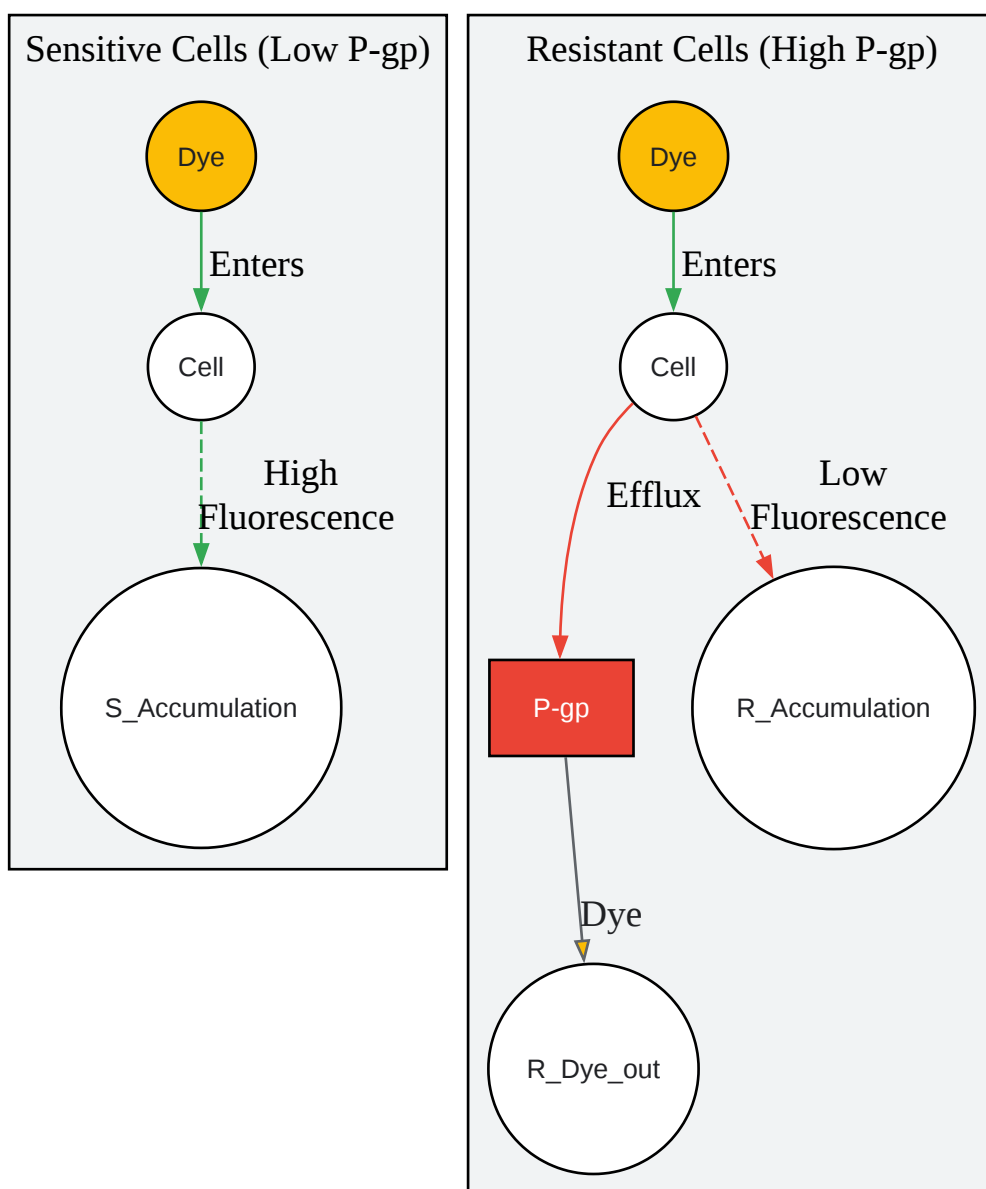 Sensitive Cells (Low P-gp)
Dye
Enters
Cell
High
Fluorescence
S_Accumulation
Resistant Cells (High P-gp)
Dye
Enters
Cell
Efflux
Low
Fluorescence
P-gp
R_Accumulation
Dye
R_Dye_out